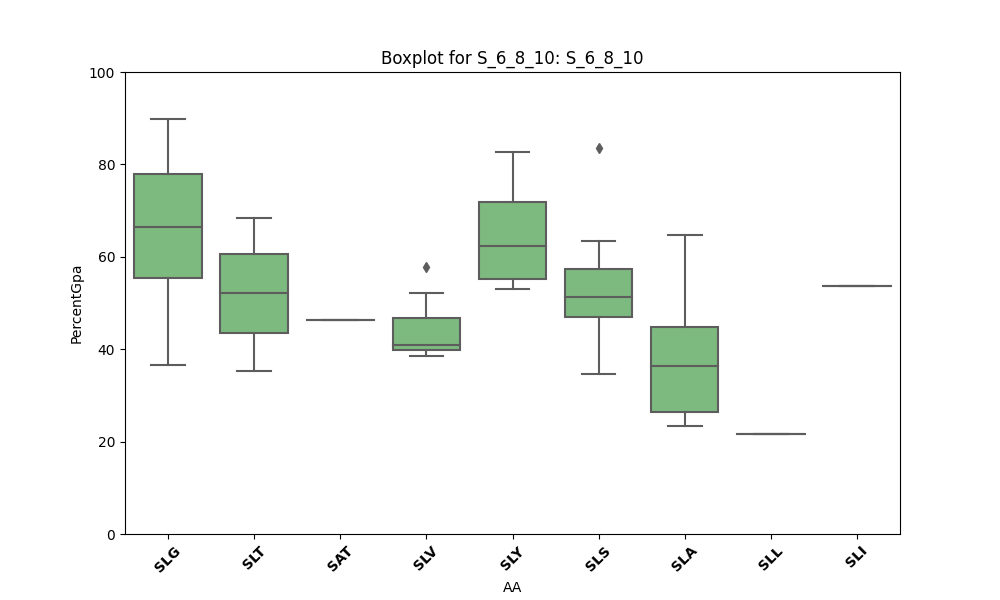 Boxplot for S_6_8_10: S_6_8_10
100
80
60
40
20
0
PercentGpa
SLG
SLT
SAT
SLV
SLY
SLS
SLA
SLL
SLI
AA